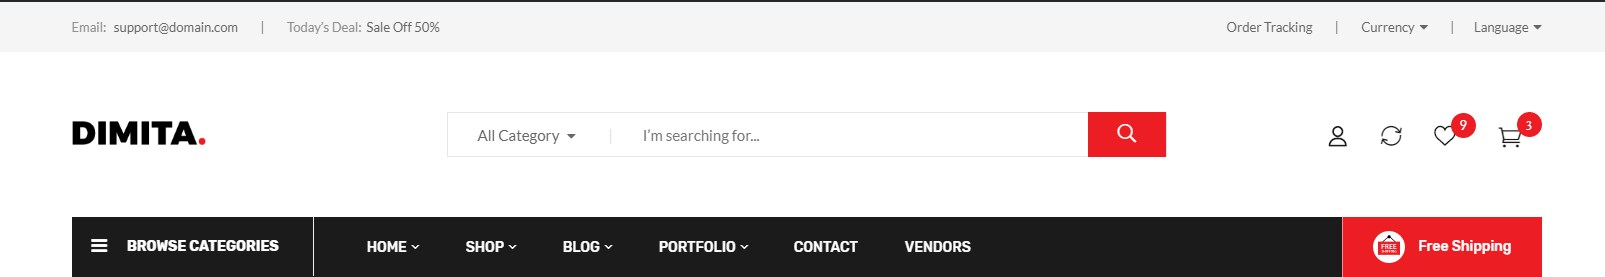 Email: support@domain.com | Today's Deal: Sale Off 50% Order Tracking | Currency | Language
DIMITA. All Category | I'm searching for... 9 3
BROWSE CATEGORIES HOME SHOP BLOG PORTFOLIO CONTACT VENDORS FREE Free Shipping